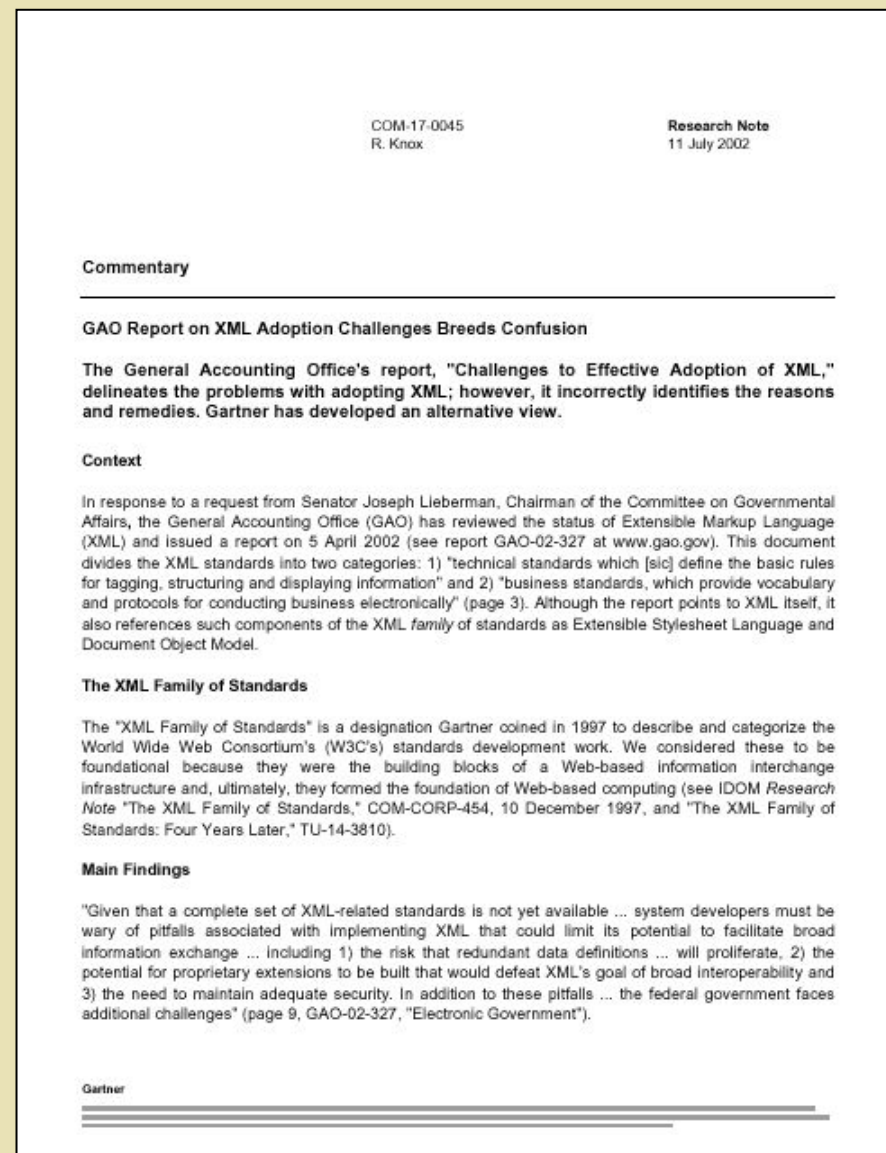 COM-17-0045
R. Knox
Research Note
11 July 2002
Commentary
GAO Report on XML Adoption Challenges Breeds Confusion
The General Accounting Office's report, "Challenges to Effective Adoption of XML,"
delineates the problems with adopting XML; however, it incorrectly identifies the reasons
and remedies. Gartner has developed an alternative view.
Context
In response to a request from Senator Joseph Lieberman, Chairman of the Committee on Governmental
Affairs, the General Accounting Office (GAO) has reviewed the status of Extensible Markup Language
(XML) and issued a report on 5 April 2002 (see report GAO-02-327 at www.gao.gov). This document
divides the XML standards into two categories: 1) "technical standards which [sic] define the basic rules
for tagging, structuring and displaying information" and 2) "business standards, which provide vocabulary
and protocols for conducting business electronically" (page 3). Although the report points to XML itself, it
also references such components of the XML family of standards as Extensible Stylesheet Language and
Document Object Model.
The XML Family of Standards
The "XML Family of Standards" is a designation Gartner coined in 1997 to describe and categorize the
World Wide Web Consortium's (W3C's) standards development work. We considered these to be
foundational because they were the building blocks of a Web-based information interchange
infrastructure and, ultimately, they formed the foundation of Web-based computing (see IDOM Research
Note "The XML Family of Standards," COM-CORP-454, 10 December 1997, and "The XML Family of
Standards: Four Years Later," TU-14-3810).
Main Findings
"Given that a complete set of XML-related standards is not yet available ... system developers must be
wary of pitfalls associated with implementing XML that could limit its potential to facilitate broad
information exchange ... including 1) the risk that redundant data definitions ... will proliferate, 2) the
potential for proprietary extensions to be built that would defeat XML's goal of broad interoperability and
3) the need to maintain adequate security. In addition to these pitfalls ... the federal government faces
additional challenges" (page 9, GAO-02-327, "Electronic Government").
Gartner